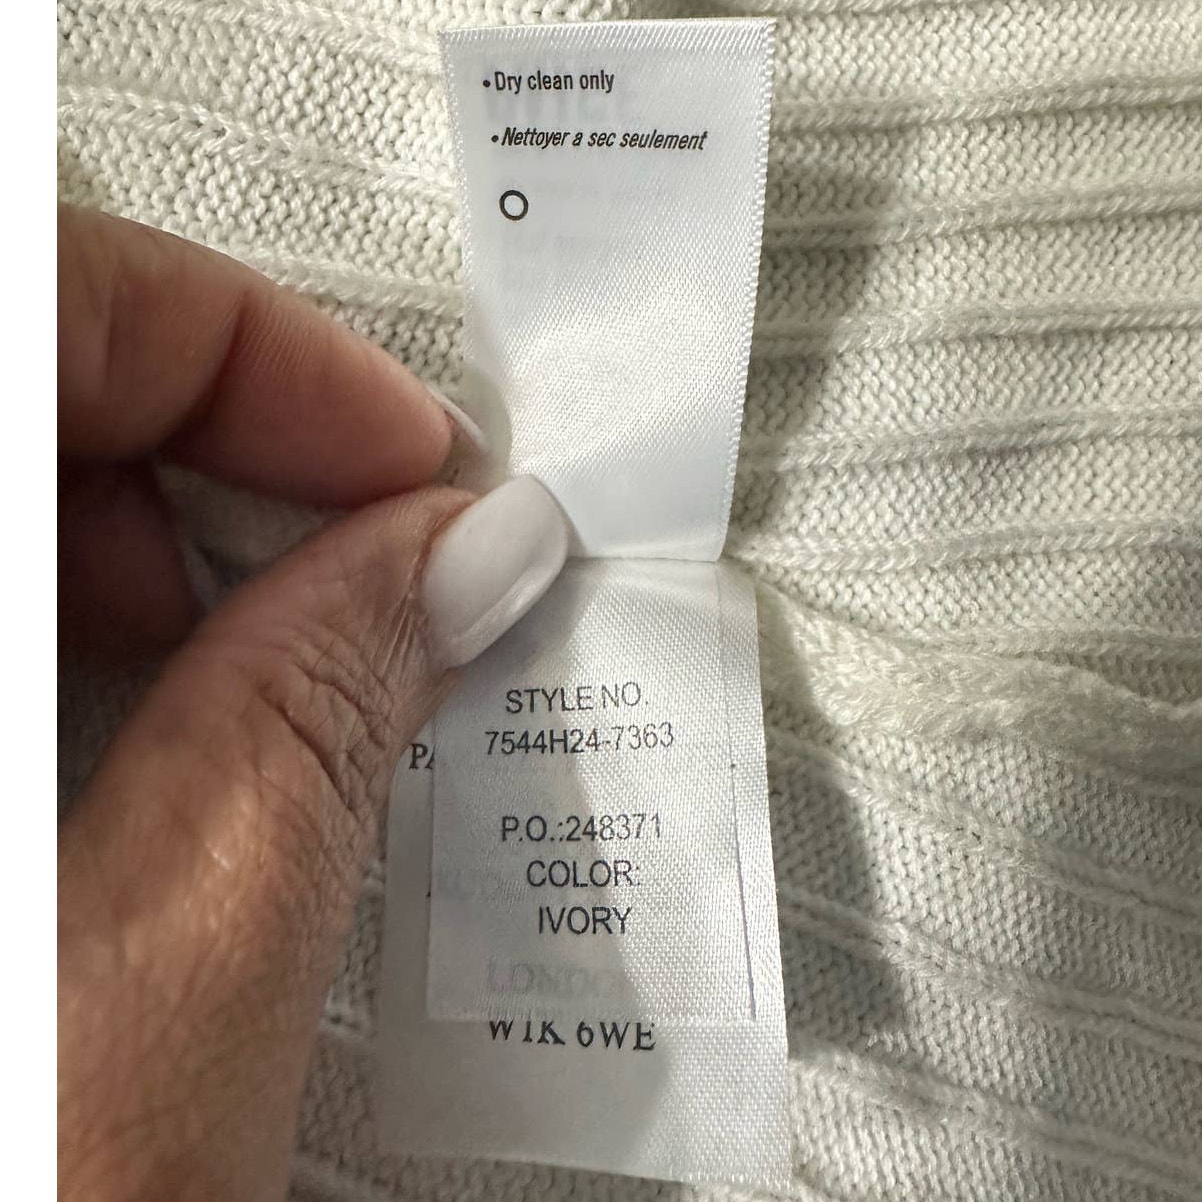 • Dry clean only
• Nettoyer a sec seulement
STYLE NO.
7544H24-7363
P.O.:248371
COLOR:
IVORY
W1K 6WE